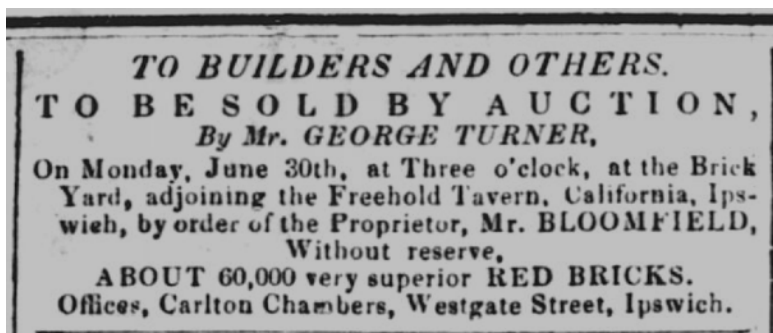 TO BUILDERS AND OTHERS.
TO BE SOLD BY AUCTION,
By Mr. GEORGE TURNER,
On Monday, June 30th, at Three o'clock, at the Brick
Yard, adjoining the Freehold Tavern, California, Ips-
wich, by order of the Proprietor, Mr. BLOOMFIELD,
Without reserve,
ABOUT 60,000 very superior RED BRICKS.
Offices, Carlton Chambers, Westgate Street, Ipswich.